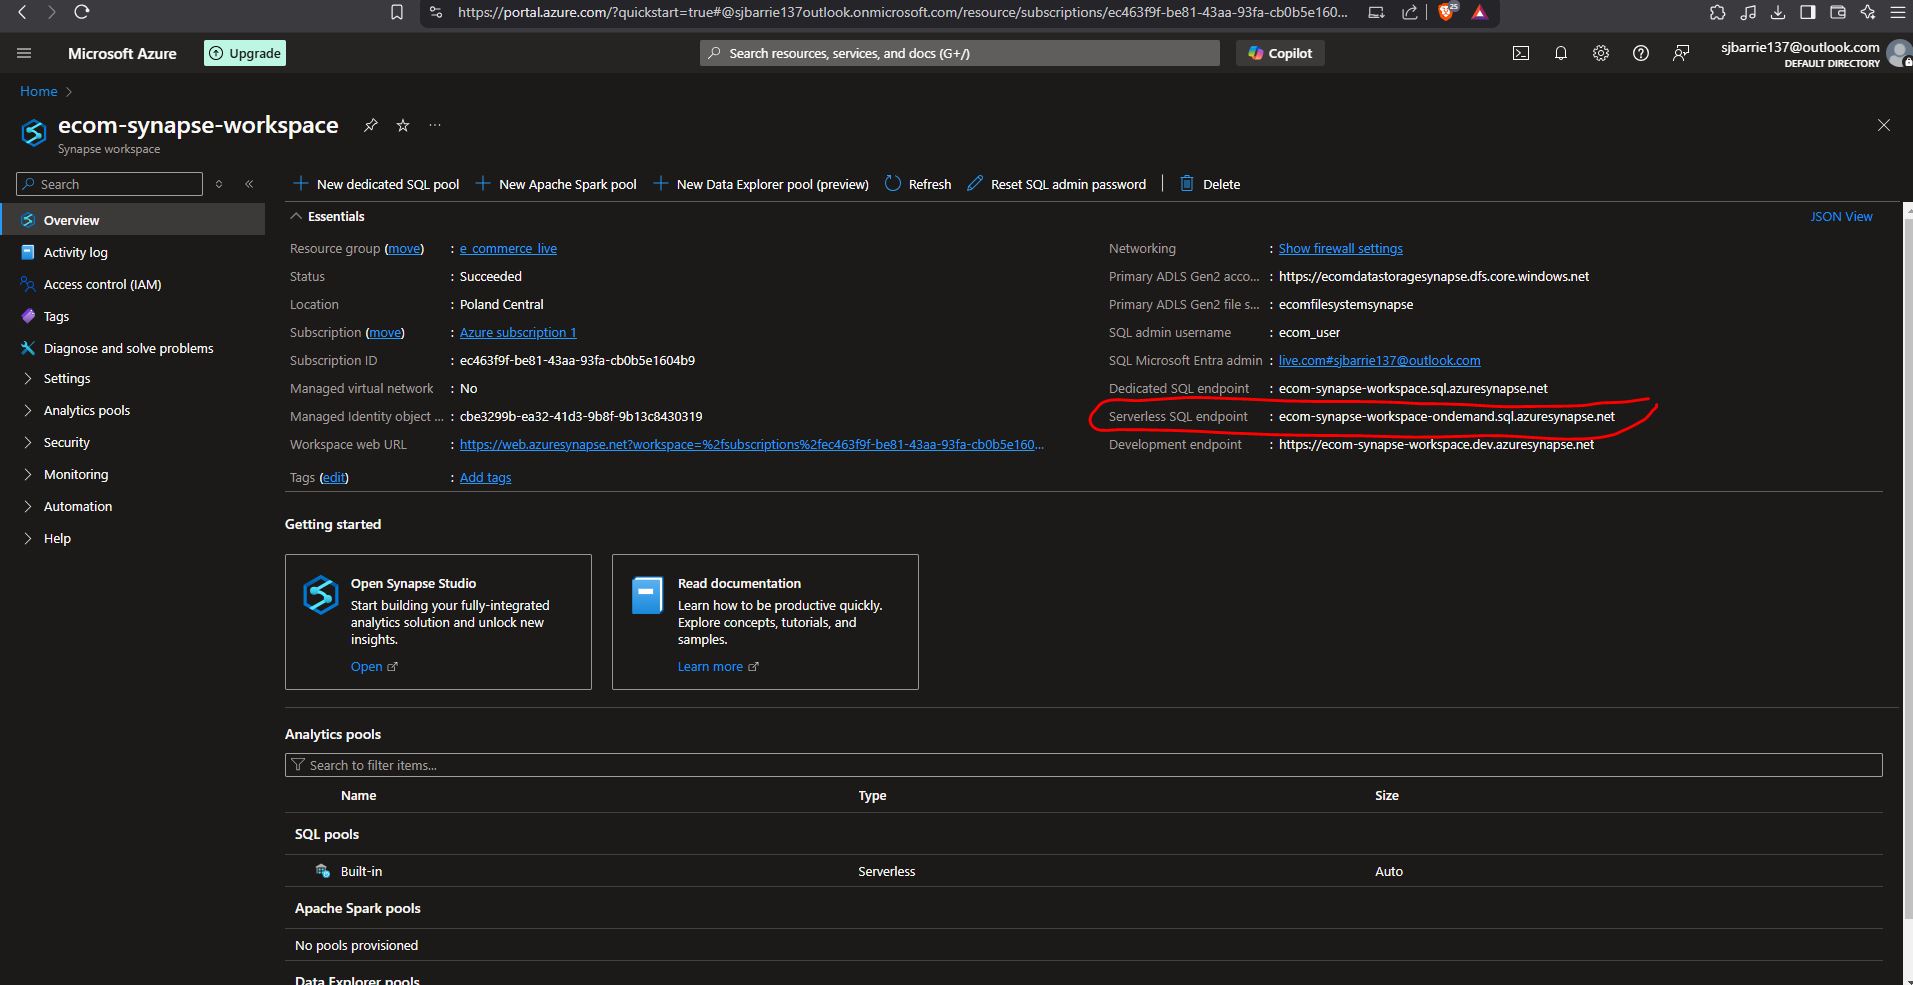 https://portal.azure.com/?quickstart=true#@sjbarrie137outlook.onmicrosoft.com/resource/subscriptions/ec463f9f-be81-43aa-93fa-cb0b5e160...
25
Microsoft Azure
Upgrade
Search resources, services, and docs (G+/)
Copilot
sjbarrie137@outlook.com
DEFAULT DIRECTORY
Home
ecom-synapse-workspace
Synapse workspace
Search
New dedicated SQL pool
New Apache Spark pool
New Data Explorer pool (preview)
Refresh
Reset SQL admin password
Delete
Overview
Activity log
Access control (IAM)
Tags
Diagnose and solve problems
Settings
Analytics pools
Security
Monitoring
Automation
Help
Essentials
JSON View
Resource group (move) : e_commerce_live
Status : Succeeded
Location : Poland Central
Subscription (move) : Azure subscription 1
Subscription ID : ec463f9f-be81-43aa-93fa-cb0b5e1604b9
Managed virtual network : No
Managed Identity object ... : cbe3299b-ea32-41d3-9b8f-9b13c8430319
Workspace web URL : https://web.azuresynapse.net?workspace=%2fsubscriptions%2fec463f9f-be81-43aa-93fa-cb0b5e160...
Tags (edit) : Add tags
Networking : Show firewall settings
Primary ADLS Gen2 acco... : https://ecomdatastoragesynapse.dfs.core.windows.net
Primary ADLS Gen2 file s... : ecomfilesystemsynapse
SQL admin username : ecom_user
SQL Microsoft Entra admin : live.com#sjbarrie137@outlook.com
Dedicated SQL endpoint : ecom-synapse-workspace.sql.azuresynapse.net
Serverless SQL endpoint : ecom-synapse-workspace-ondemand.sql.azuresynapse.net
Development endpoint : https://ecom-synapse-workspace.dev.azuresynapse.net
Getting started
Open Synapse Studio
Start building your fully-integrated
analytics solution and unlock new
insights.
Open
Read documentation
Learn how to be productive quickly.
Explore concepts, tutorials, and
samples.
Learn more
Analytics pools
Search to filter items...
Name Type Size
SQL pools
Built-in Serverless Auto
Apache Spark pools
No pools provisioned
Data Explorer pools